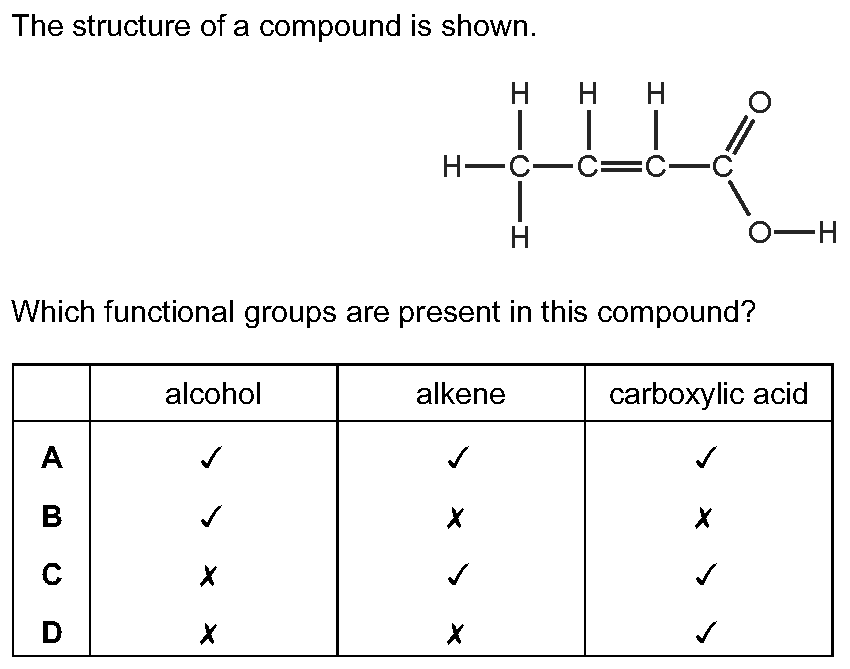 The structure of a compound is shown.
H H H O
H C C C C
H O H
Which functional groups are present in this compound?
alcohol alkene carboxylic acid
A ✓ ✓ ✓
B ✓ ✗ ✗
C ✗ ✓ ✓
D ✗ ✗ ✓